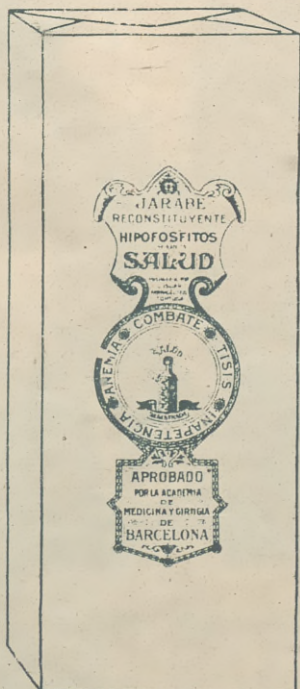 JARABE
RECONSTITUYENTE
HIPOFOSFITOS
SALUD
COMBATE
ANEMIA
TISIS
INAPETENCIA
APROBADO
POR LA ACADEMIA
DE
MEDICINA Y CIRUGIA
DE
BARCELONA